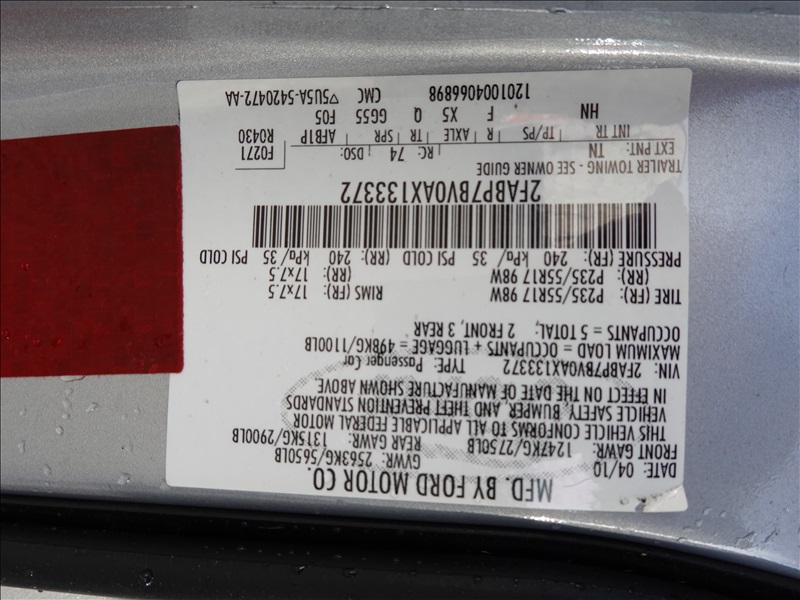 MFD. BY FORD MOTOR CO.
DATE: 04/10 GVWR: 2563KG/5650LB
FRONT GAWR: 1247KG/2750LB REAR GAWR: 1315KG/2900LB
THIS VEHICLE CONFORMS TO ALL APPLICABLE FEDERAL MOTOR
VEHICLE SAFETY, BUMPER, AND THEFT PREVENTION STANDARDS
IN EFFECT ON THE DATE OF MANUFACTURE SHOWN ABOVE.
VIN: 2FABP7BV0AX133372 TYPE: Passenger Car
MAXIMUM LOAD = OCCUPANTS + LUGGAGE = 498KG/1100LB
OCCUPANTS = 5 TOTAL: 2 FRONT, 3 REAR
TIRE (FR): P235/55R17 98W RIMS (FR): 17x7.5
(RR): P235/55R17 98W (RR): 17x7.5
PRESSURE (FR): 240 kPa/ 35 PSI COLD (RR): 240 kPa/ 35 PSI COLD
2FABP7BV0AX133372
TRAILER TOWING - SEE OWNER GUIDE
EXT PNT: TN RC: 74 DSO: F0271
INT TR TP/PS R AXLE TR SPR AFB1P R0430
HN F X5 Q GG55 F05
1201004066898 CMC ▽5U5A-5420472-AA